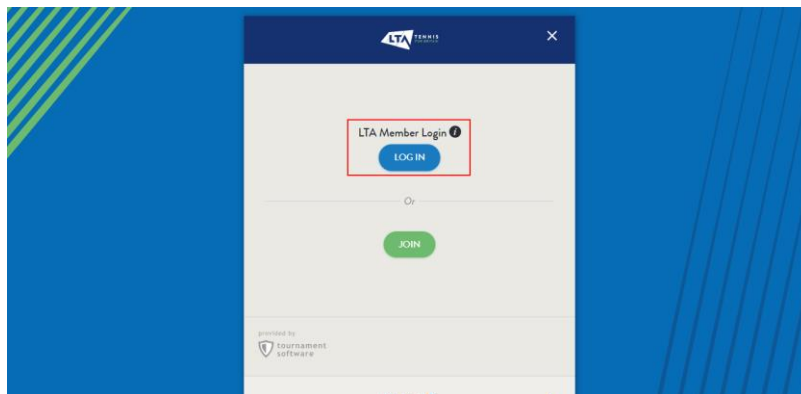 LTA TENNIS
LTA Member Login i
LOG IN
Or
JOIN
provided by
tournament
software